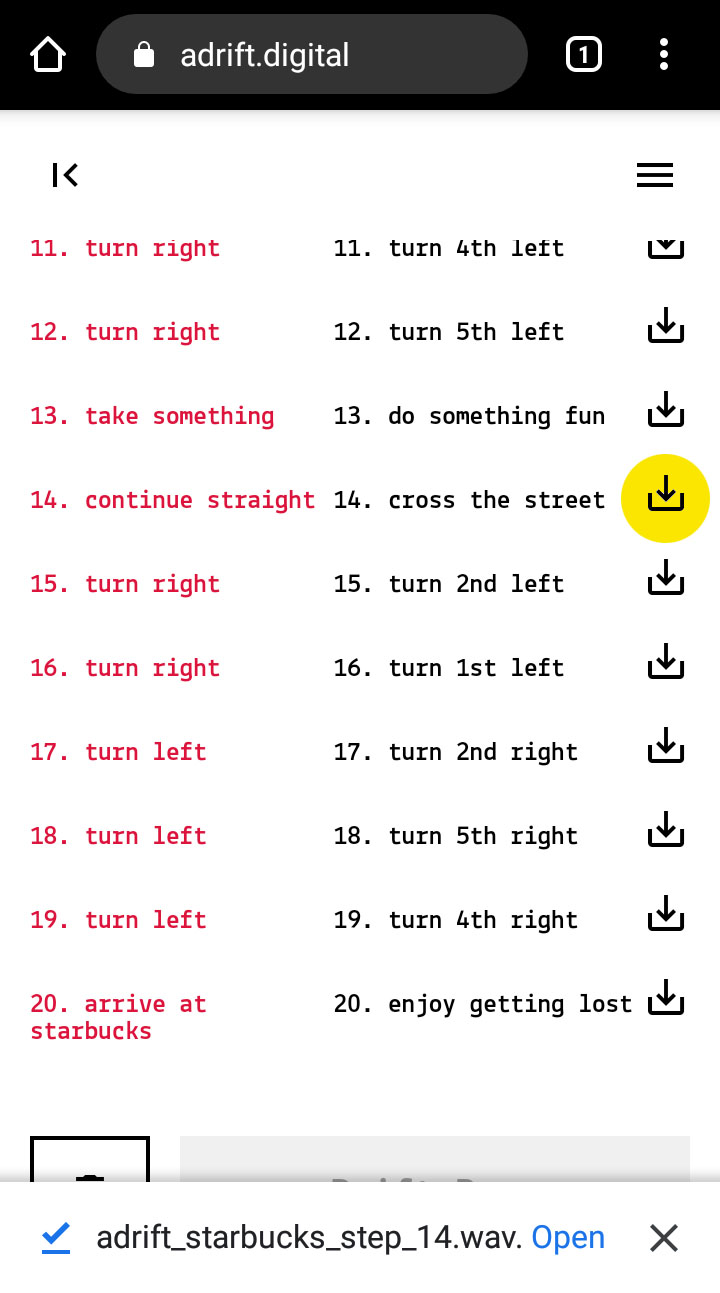 1
adrift.digital
11. turn right 11. turn 4th left
12. turn right 12. turn 5th left
13. take something 13. do something fun
14. continue straight 14. cross the street
15. turn right 15. turn 2nd left
16. turn right 16. turn 1st left
17. turn left 17. turn 2nd right
18. turn left 18. turn 5th right
19. turn left 19. turn 4th right
20. arrive at 20. enjoy getting lost
starbucks
adrift_starbucks_step_14.wav. Open